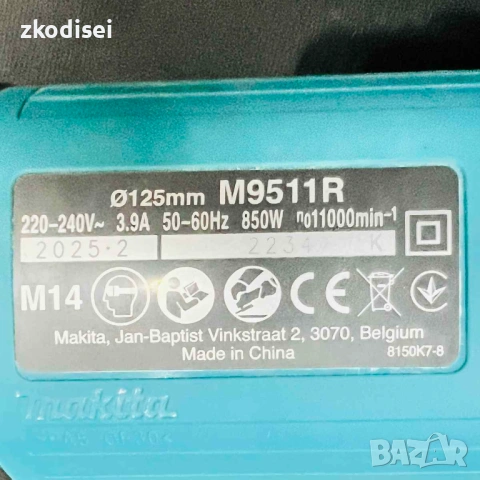 zkodisei
Ø125mm M9511R
220-240V~ 3.9A 50-60Hz 850W n₀11000min⁻¹
2025·2
M14
CE
Makita, Jan-Baptist Vinkstraat 2, 3070, Belgium
Made in China
8150K7-8
makita
BAZAR